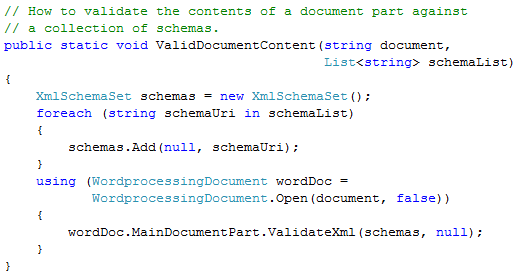 // How to validate the contents of a document part against
// a collection of schemas.
public static void ValidDocumentContent(string document,
                                        List<string> schemaList)
{
    XmlSchemaSet schemas = new XmlSchemaSet();
    foreach (string schemaUri in schemaList)
    {
        schemas.Add(null, schemaUri);
    }
    using (WordprocessingDocument wordDoc =
           WordprocessingDocument.Open(document, false))
    {
        wordDoc.MainDocumentPart.ValidateXml(schemas, null);
    }
}